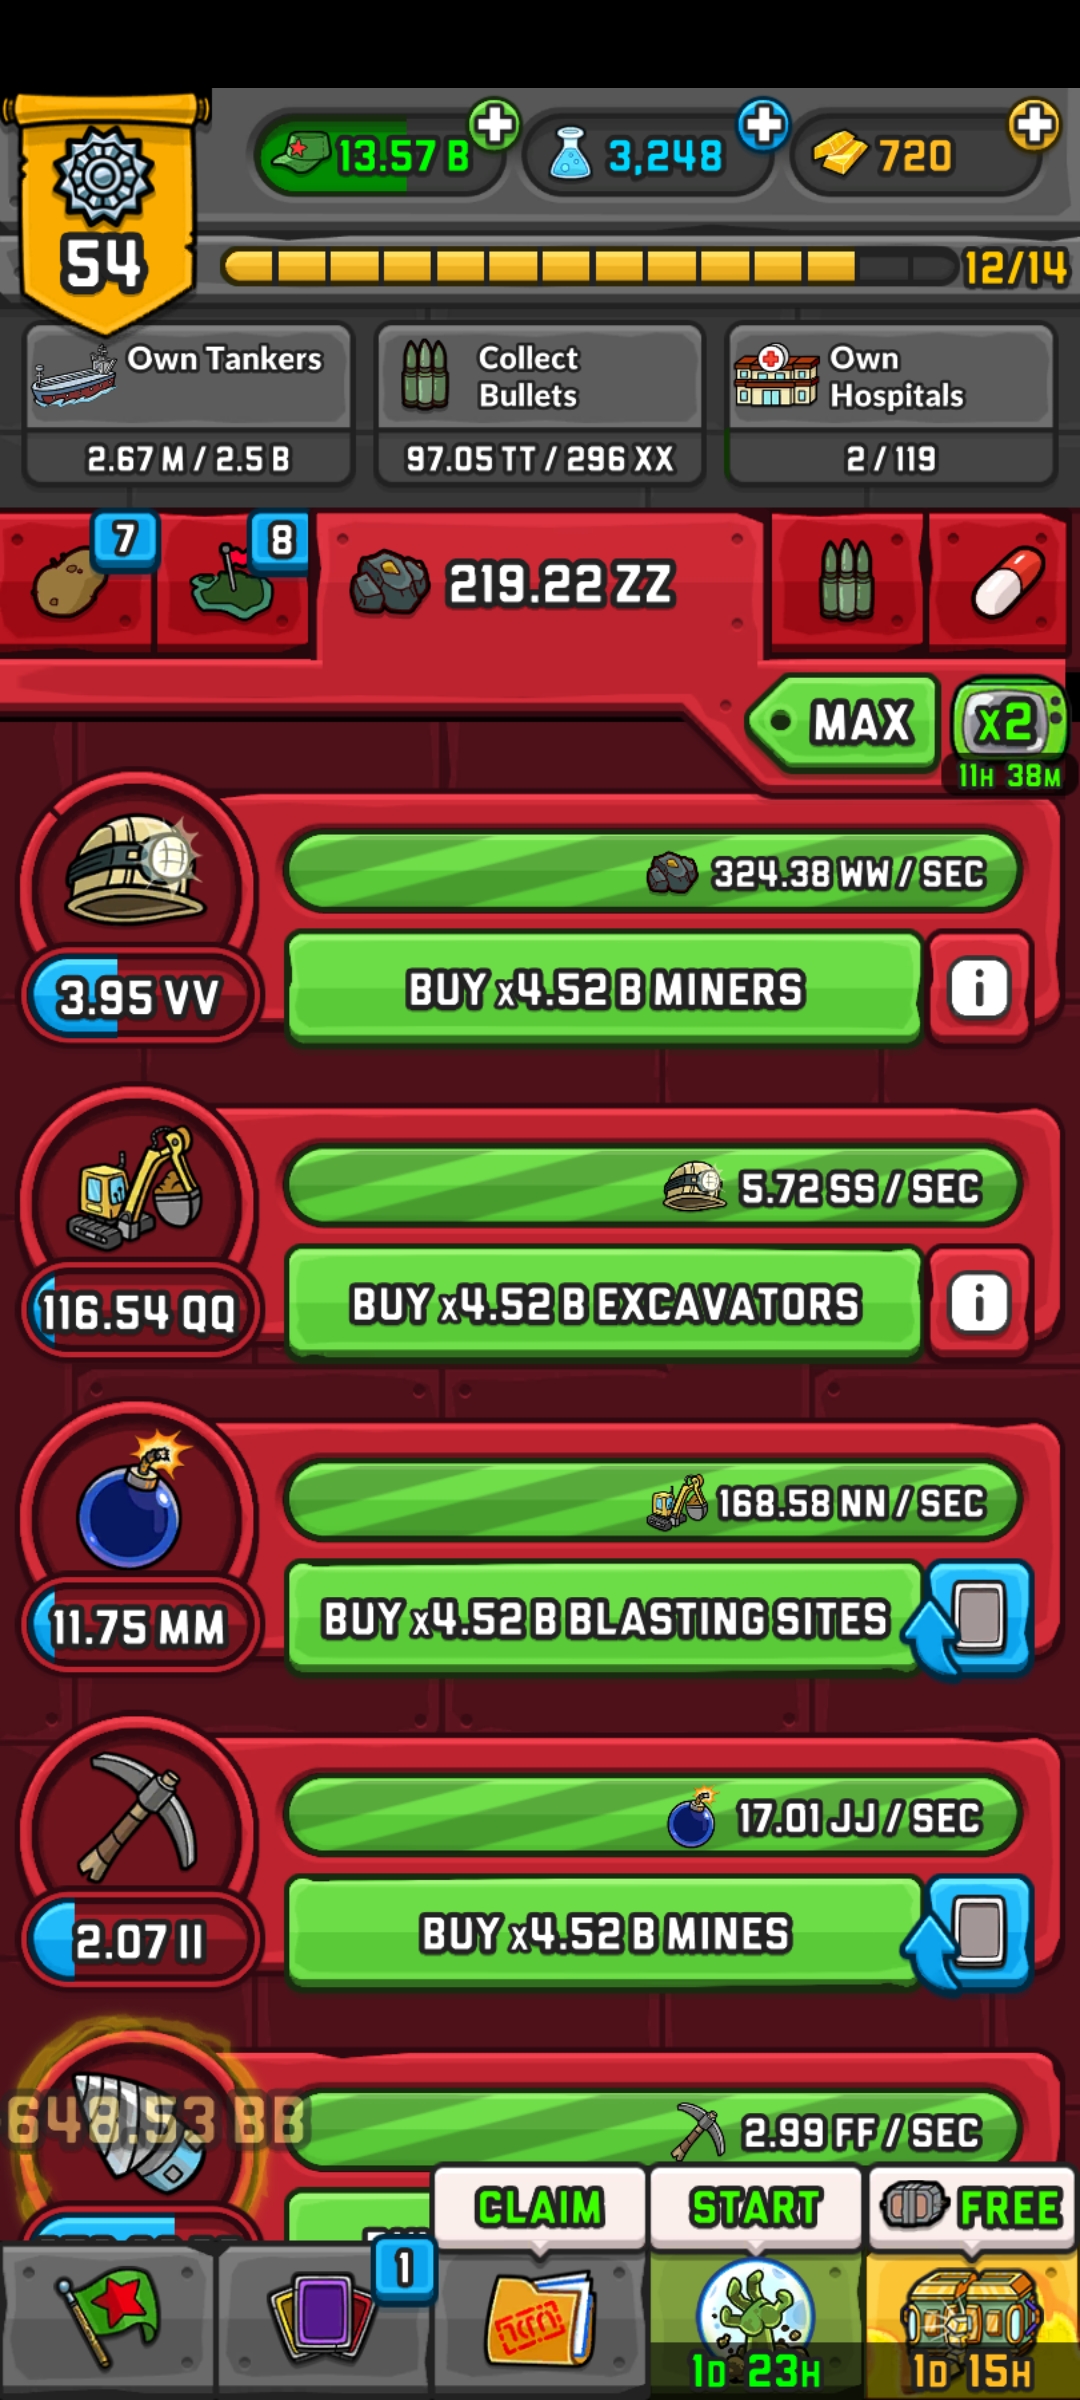 54
13.57 B
3,248
720
12/14
Own Tankers
2.67 M / 2.5 B
Collect
Bullets
97.05 TT / 296 XX
Own
Hospitals
2 / 119
7
8
219.22 ZZ
MAX
x2
11H 38M
324.38 WW / SEC
3.95 VV
BUY x4.52 B MINERS
i
5.72 SS / SEC
116.54 QQ
BUY x4.52 B EXCAVATORS
i
168.58 NN / SEC
11.75 MM
BUY x4.52 B BLASTING SITES
17.01 JJ / SEC
2.07 II
BUY x4.52 B MINES
648.53 BB
2.99 FF / SEC
CLAIM
START
FREE
1
1D 23H
1D 15H